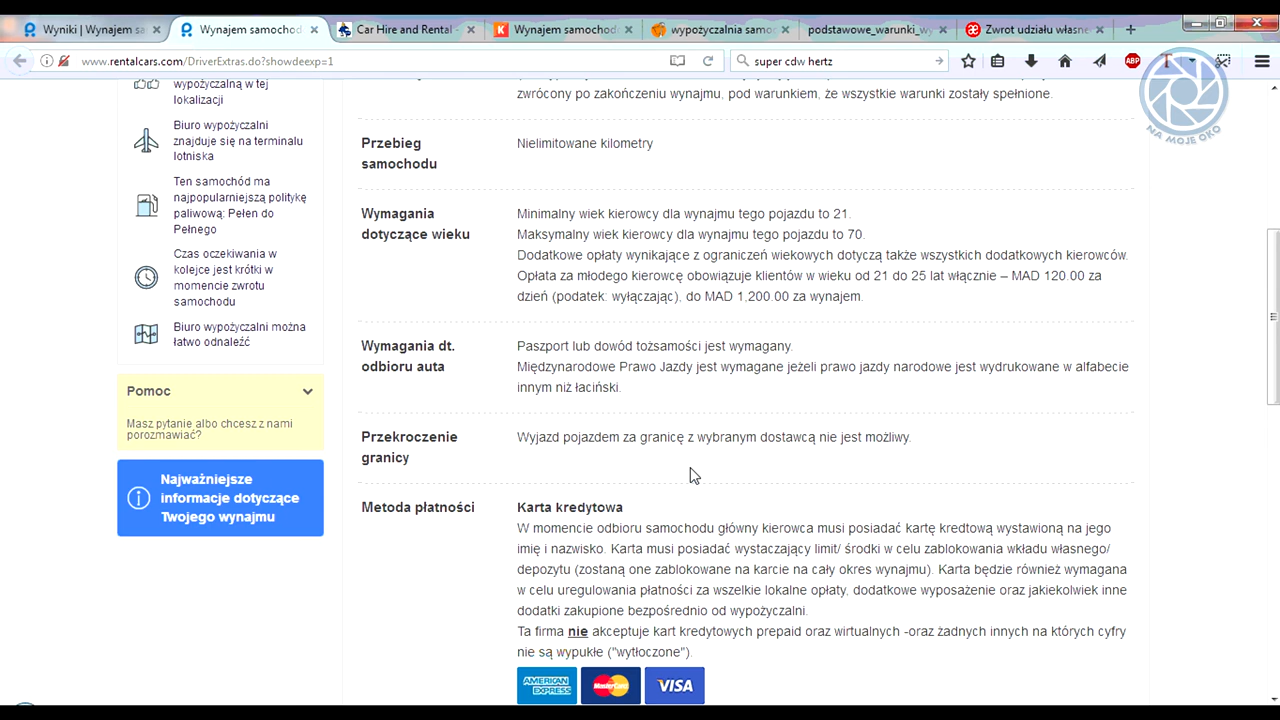 Wyniki | Wynajem sa
Wynajem samochod
Car Hire and Rental -
Wynajem samochod
wypożyczalnia samo
podstawowe_warunki_wy
Zwrot udziału własne
www.rentalcars.com/DriverExtras.do?showdeexp=1
super cdw hertz
ABP
NA MOJE OKO
wypożyczalną w tej
lokalizacji
Biuro wypożyczalni
znajduje się na terminalu
lotniska
Ten samochód ma
najpopularniejszą politykę
paliwową: Pełen do
Pełnego
Czas oczekiwania w
kolejce jest krótki w
momencie zwrotu
samochodu
Biuro wypożyczalni można
łatwo odnaleźć
Pomoc
Masz pytanie albo chcesz z nami
porozmawiać?
Najważniejsze
informacje dotyczące
Twojego wynajmu
zwrócony po zakończeniu wynajmu, pod warunkiem, że wszystkie warunki zostały spełnione.
Przebieg
samochodu
Nielimitowane kilometry
Wymagania
dotyczące wieku
Minimalny wiek kierowcy dla wynajmu tego pojazdu to 21.
Maksymalny wiek kierowcy dla wynajmu tego pojazdu to 70.
Dodatkowe opłaty wynikające z ograniczeń wiekowych dotyczą także wszystkich dodatkowych kierowców.
Opłata za młodego kierowcę obowiązuje klientów w wieku od 21 do 25 lat włącznie – MAD 120.00 za
dzień (podatek: wyłączając), do MAD 1,200.00 za wynajem.
Wymagania dt.
odbioru auta
Paszport lub dowód tożsamości jest wymagany.
Międzynarodowe Prawo Jazdy jest wymagane jeżeli prawo jazdy narodowe jest wydrukowane w alfabecie
innym niż łaciński.
Przekroczenie
granicy
Wyjazd pojazdem za granicę z wybranym dostawcą nie jest możliwy.
Metoda płatności
Karta kredytowa
W momencie odbioru samochodu główny kierowca musi posiadać kartę kredtową wystawioną na jego
imię i nazwisko. Karta musi posiadać wystaczający limit/ środki w celu zablokowania wkładu własnego/
depozytu (zostaną one zablokowane na karcie na cały okres wynajmu). Karta będzie również wymagana
w celu uregulowania płatności za wszelkie lokalne opłaty, dodatkowe wyposażenie oraz jakiekolwiek inne
dodatki zakupione bezpośrednio od wypożyczalni.
Ta firma nie akceptuje kart kredytowych prepaid oraz wirtualnych -oraz żadnych innych na których cyfry
nie są wypukłe ("wytłoczone").
AMERICAN EXPRESS
MasterCard
VISA